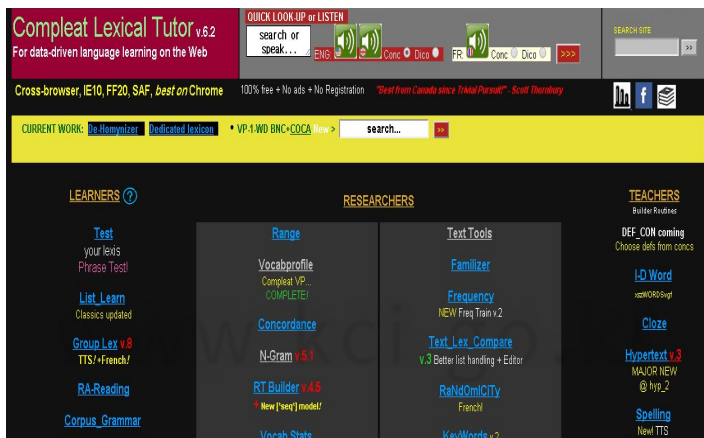 Compleat Lexical Tutor v.6.2
For data-driven language learning on the Web
QUICK LOOK-UP or LISTEN
search or speak...
ENG: Conc Dico
FR: Conc Dico >>>
SEARCH SITE
>>
Cross-browser, IE10, FF20, SAF, best on Chrome
100% free + No ads + No Registration
"Best from Canada since Trivial Pursuit!" - Scott Thornbury
CURRENT WORK: De-Homynizer Dedicated lexicon • VP-1-WD BNC+COCA New > search... >>
LEARNERS ?
Test
your lexis
Phrase Test!
List_Learn
Classics updated
Group Lex v.8
TTS! +French!
RA-Reading
Corpus_Grammar
RESEARCHERS
Range
Vocabprofile
Compleat VP...
COMPLETE!
Concordance
N-Gram v.5.1
RT Builder v.4.5
+ New ["seq"] model!
Vocab Stats
Text Tools
Familizer
Frequency
NEW Freq Train v.2
Text_Lex_Compare
v.3 Better list handling + Editor
RaNdOmICiTy
French!
KeyWords v.2
TEACHERS
Builder Routines
DEF_CON coming
Choose defs from concs
I-D Word
Cloze
Hypertext v.3
MAJOR NEW
@ hyp_2
Spelling
New! TTS